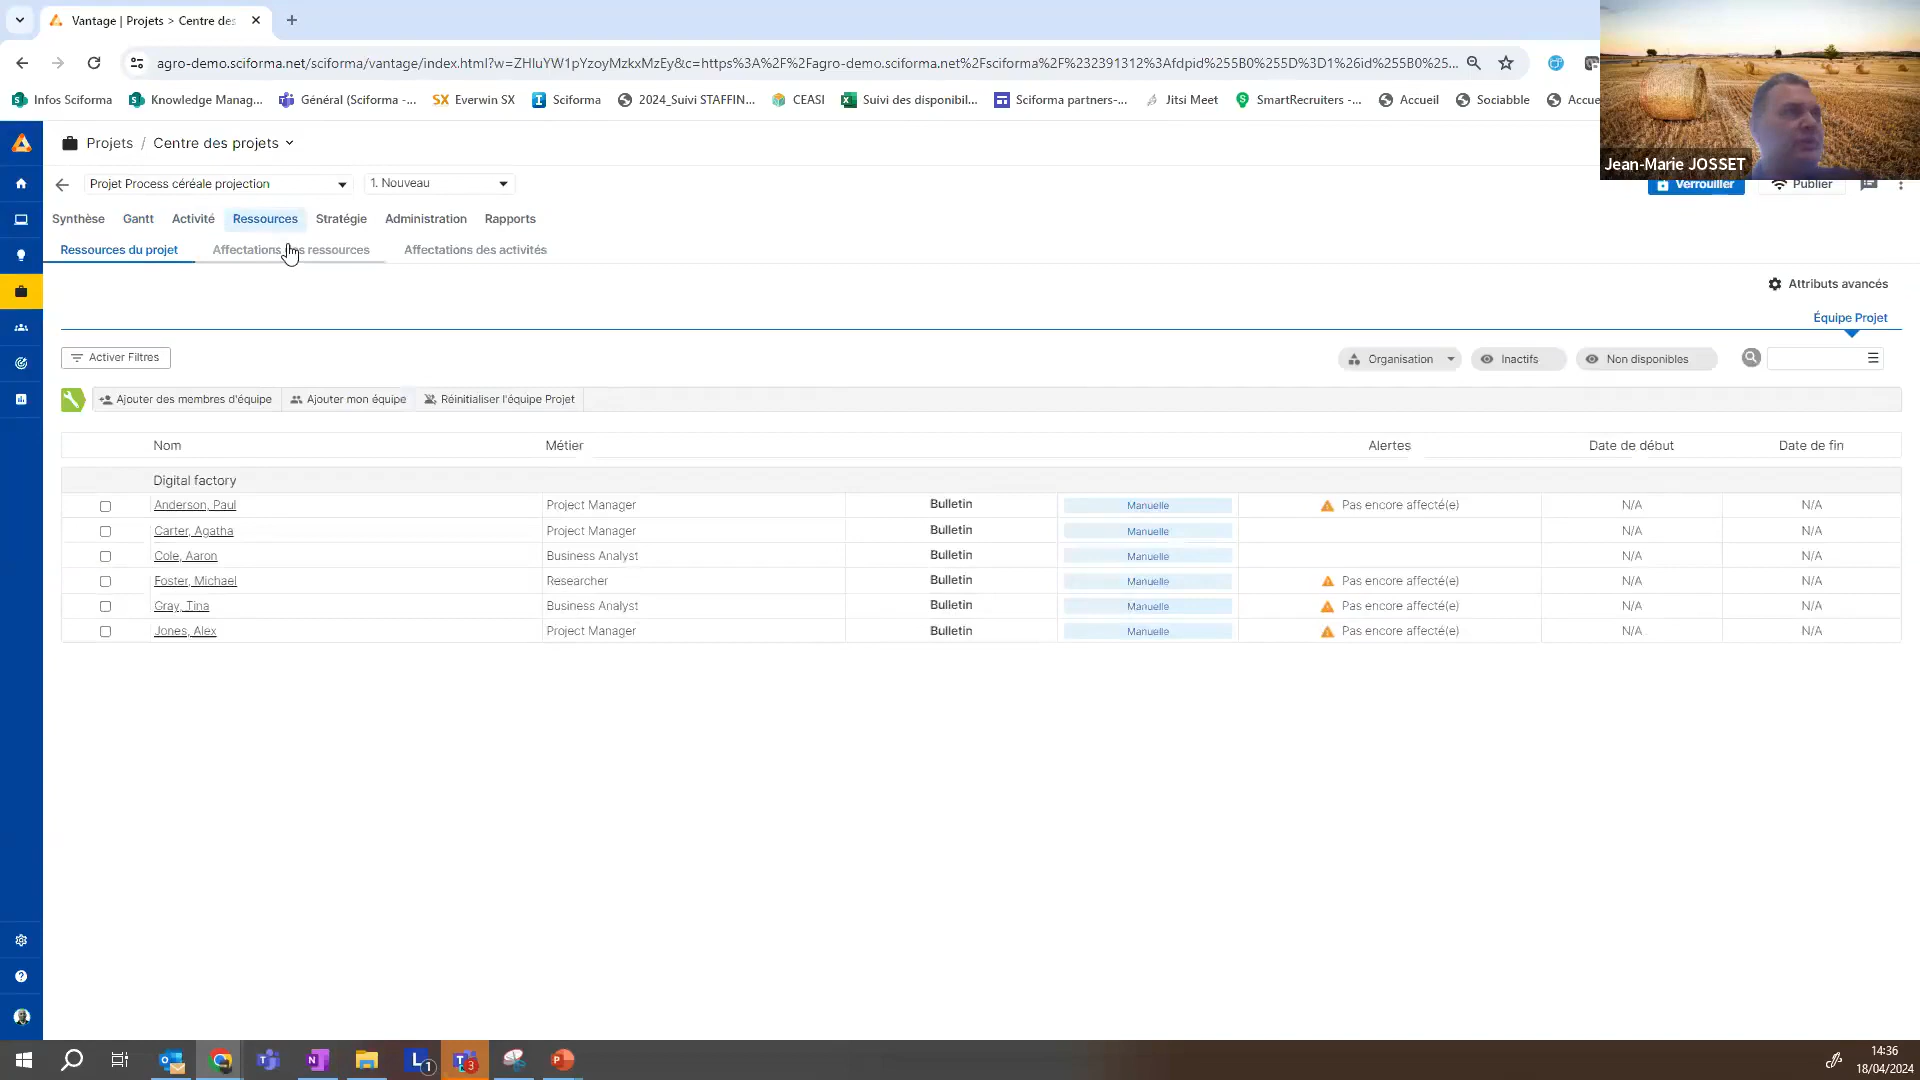 Vantage | Projets > Centre des
agro-demo.sciforma.net/sciforma/vantage/index.html?w=ZHIuYW1pYzoyMzkxMzEy&c=https%3A%2F%2Fagro-demo.sciforma.net%2Fsciforma%2F%232391312%3Afdpid%255B0%255D%3D1%26id%255B0%25...
Infos Sciforma
Knowledge Manag...
Général (Sciforma -...
Everwin SX
Sciforma
2024_Suivi STAFFIN...
CEASI
Suivi des disponibil...
Sciforma partners-...
Jitsi Meet
SmartRecruiters -...
Accueil
Sociabble
Accue
Jean-Marie JOSSET
Projets / Centre des projets
Projet Process céréale projection
1. Nouveau
Verrouiller
Publier
Synthèse
Gantt
Activité
Ressources
Stratégie
Administration
Rapports
Ressources du projet
Affectations des ressources
Affectations des activités
Attributs avancés
Équipe Projet
Activer Filtres
Organisation
Inactifs
Non disponibles
Ajouter des membres d'équipe
Ajouter mon équipe
Réinitialiser l'équipe Projet
Nom Métier Alertes Date de début Date de fin
Digital factory
Anderson, Paul Project Manager Bulletin Manuelle Pas encore affecté(e) N/A N/A
Carter, Agatha Project Manager Bulletin Manuelle N/A N/A
Cole, Aaron Business Analyst Bulletin Manuelle N/A N/A
Foster, Michael Researcher Bulletin Manuelle Pas encore affecté(e) N/A N/A
Gray, Tina Business Analyst Bulletin Manuelle Pas encore affecté(e) N/A N/A
Jones, Alex Project Manager Bulletin Manuelle Pas encore affecté(e) N/A N/A
14:36
18/04/2024